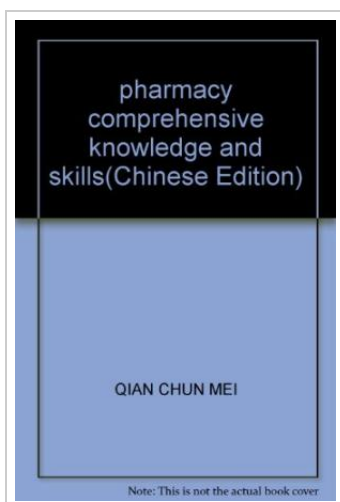 pharmacy
comprehensive
knowledge and
skills(Chinese Edition)
QIAN CHUN MEI
Note: This is not the actual book cover